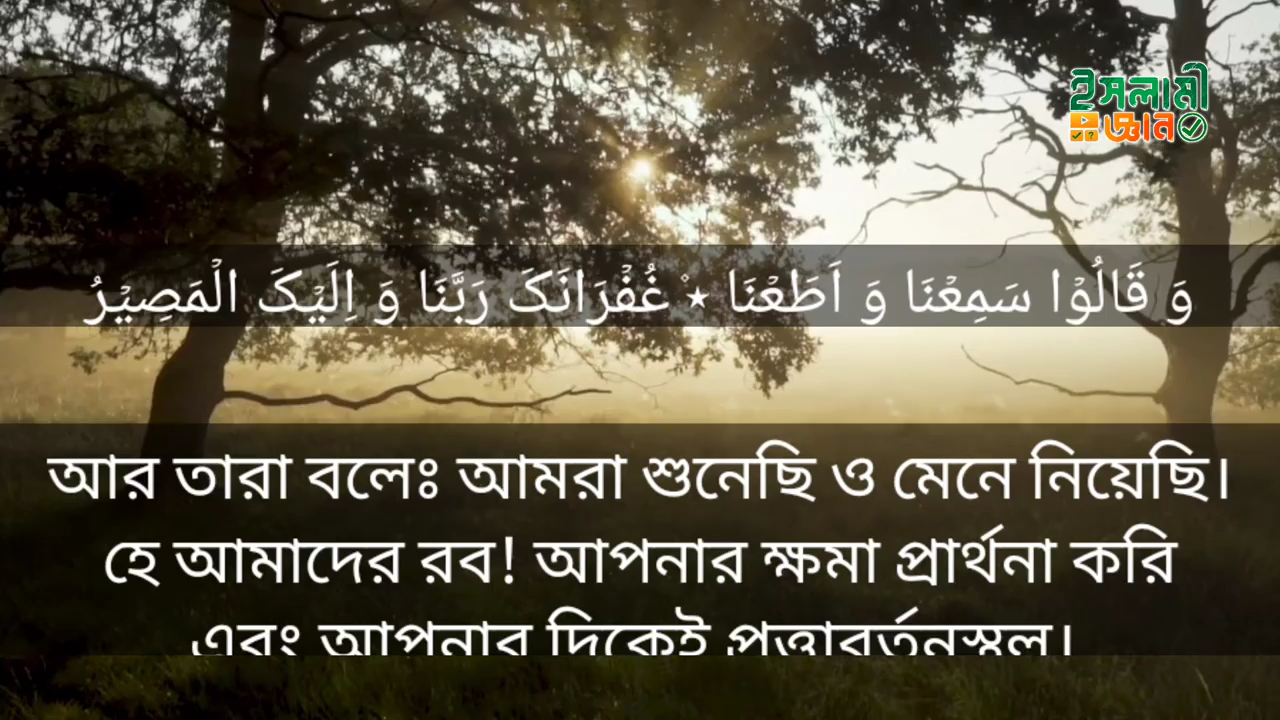 ইসলামী
জ্ঞান
وَ قَالُوۡا سَمِعۡنَا وَ اَطَعۡنَا ٭۫ غُفۡرَانَکَ رَبَّنَا وَ اِلَیۡکَ الۡمَصِیۡرُ
আর তারা বলেঃ আমরা শুনেছি ও মেনে নিয়েছি।
হে আমাদের রব! আপনার ক্ষমা প্রার্থনা করি
এবং আপনার দিকেই প্রত্তাবর্তনস্থল।